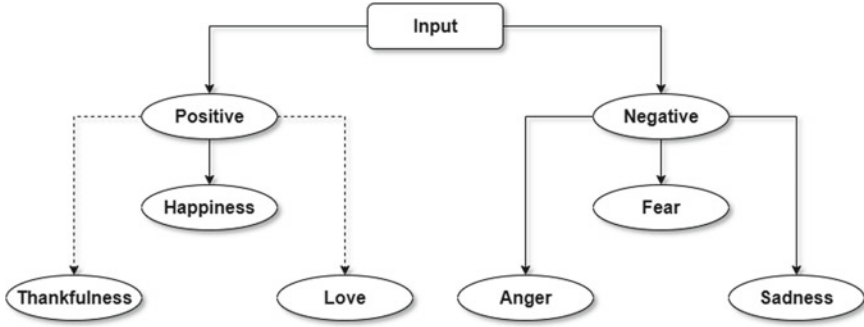 Input
Positive
Negative
Happiness
Fear
Thankfulness
Love
Anger
Sadness